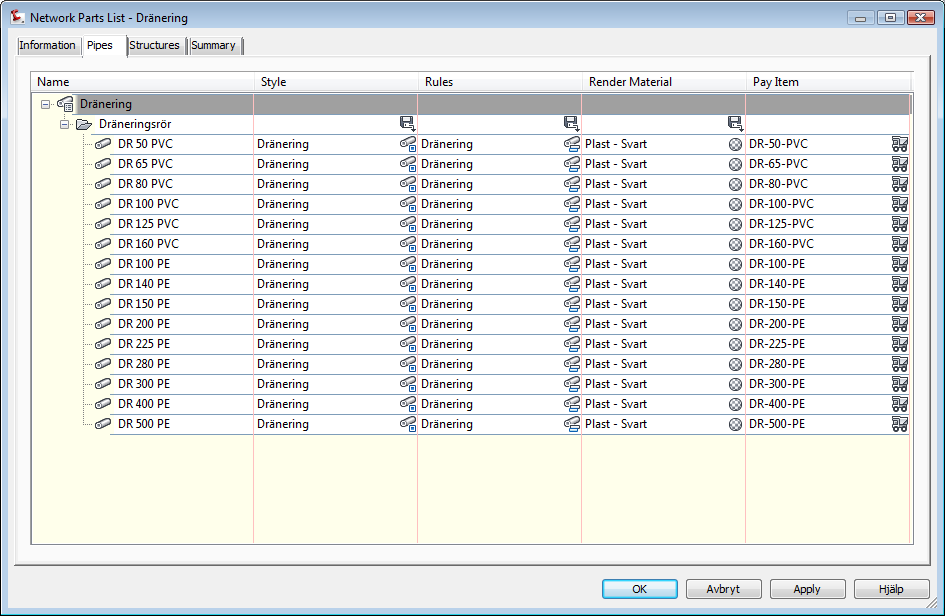 Network Parts List - Dränering
Information Pipes Structures Summary
Name Style Rules Render Material Pay Item
Dränering
Dräneringsrör
DR 50 PVC Dränering Dränering Plast - Svart DR-50-PVC
DR 65 PVC Dränering Dränering Plast - Svart DR-65-PVC
DR 80 PVC Dränering Dränering Plast - Svart DR-80-PVC
DR 100 PVC Dränering Dränering Plast - Svart DR-100-PVC
DR 125 PVC Dränering Dränering Plast - Svart DR-125-PVC
DR 160 PVC Dränering Dränering Plast - Svart DR-160-PVC
DR 100 PE Dränering Dränering Plast - Svart DR-100-PE
DR 140 PE Dränering Dränering Plast - Svart DR-140-PE
DR 150 PE Dränering Dränering Plast - Svart DR-150-PE
DR 200 PE Dränering Dränering Plast - Svart DR-200-PE
DR 225 PE Dränering Dränering Plast - Svart DR-225-PE
DR 280 PE Dränering Dränering Plast - Svart DR-280-PE
DR 300 PE Dränering Dränering Plast - Svart DR-300-PE
DR 400 PE Dränering Dränering Plast - Svart DR-400-PE
DR 500 PE Dränering Dränering Plast - Svart DR-500-PE
OK Avbryt Apply Hjälp